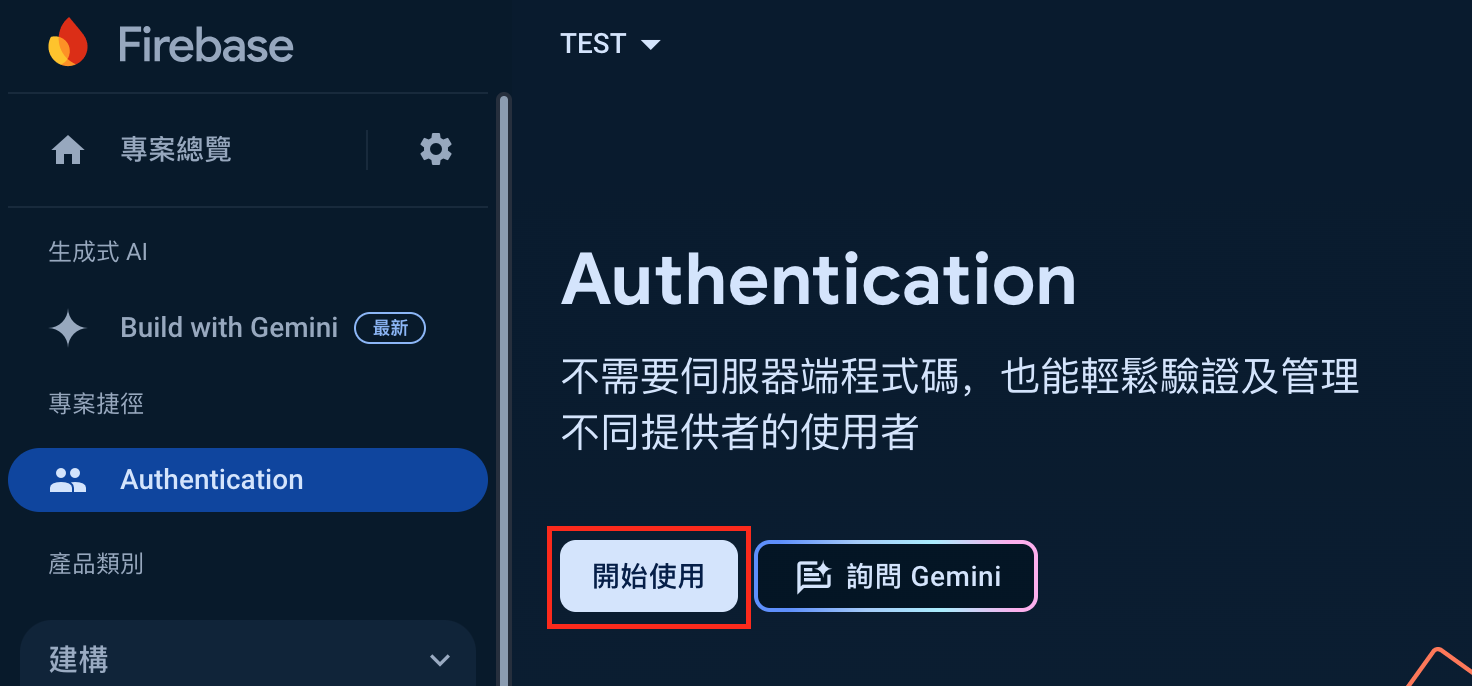 Firebase
TEST
專案總覽
生成式 AI
Build with Gemini 最新
專案捷徑
Authentication
產品類別
建構
Authentication
不需要伺服器端程式碼，也能輕鬆驗證及管理
不同提供者的使用者
開始使用
詢問 Gemini